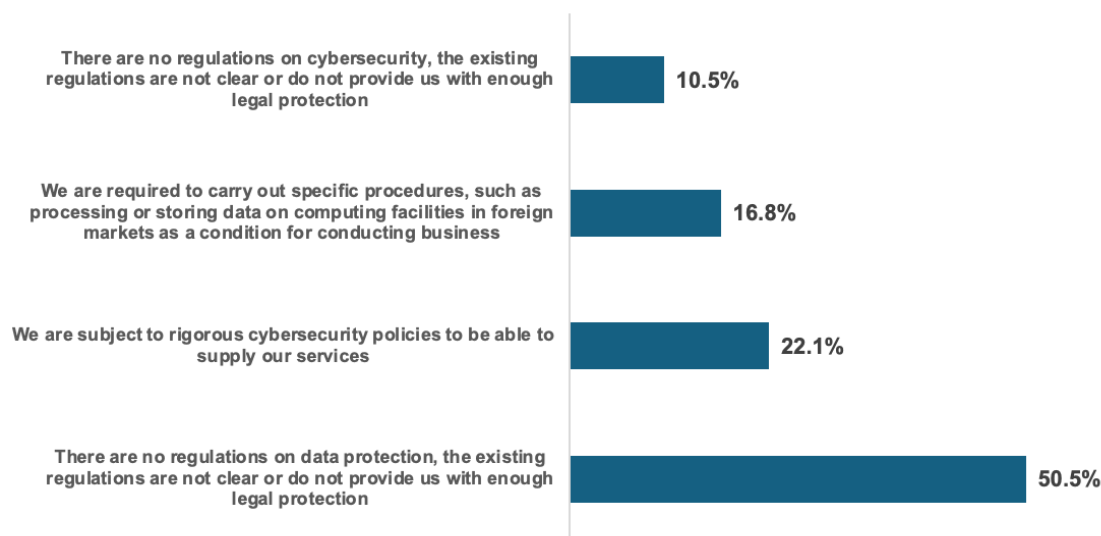 There are no regulations on cybersecurity, the existing
regulations are not clear or do not provide us with enough
legal protection
10.5%
We are required to carry out specific procedures, such as
processing or storing data on computing facilities in foreign
markets as a condition for conducting business
16.8%
We are subject to rigorous cybersecurity policies to be able to
supply our services
22.1%
There are no regulations on data protection, the existing
regulations are not clear or do not provide us with enough
legal protection
50.5%